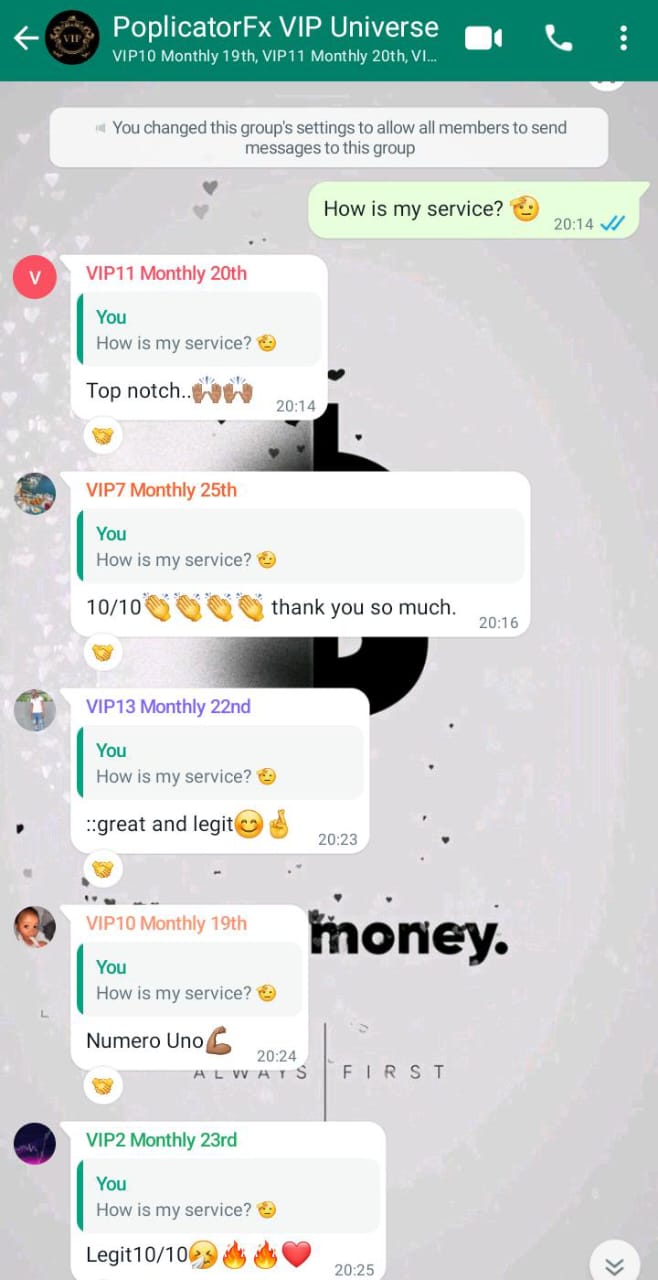 PoplicatorFx VIP Universe
VIP10 Monthly 19th, VIP11 Monthly 20th, VI...
VIP
You changed this group's settings to allow all members to send
messages to this group
How is my service? 🫡
20:14
V
VIP11 Monthly 20th
You
How is my service? 🫡
Top notch..🙌🏽🙌🏽
20:14
VIP7 Monthly 25th
You
How is my service? 🫡
10/10👏👏👏👏 thank you so much.
20:16
VIP13 Monthly 22nd
You
How is my service? 🫡
::great and legit😊🤞
20:23
VIP10 Monthly 19th
money.
You
How is my service? 🫡
Numero Uno💪🏽
20:24
ALWAYS FIRST
VIP2 Monthly 23rd
You
How is my service? 🫡
Legit10/10🤧🔥🔥❤️
20:25